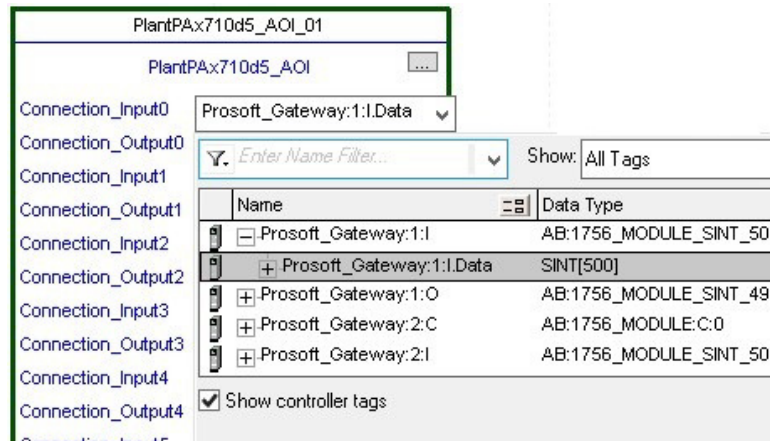 PlantPAx710d5_AOI_01
PlantPAx710d5_AOI ...
Connection_Input0 Prosoft_Gateway:1:I.Data
Connection_Output0
Enter Name Filter... Show: All Tags
Connection_Input1
Connection_Output1
Name Data Type
Connection_Input2
Prosoft_Gateway:1:I AB:1756_MODULE_SINT_50
Connection_Output2
Prosoft_Gateway:1:I.Data SINT[500]
Connection_Input3
Prosoft_Gateway:1:O AB:1756_MODULE_SINT_49
Connection_Output3
Prosoft_Gateway:2:C AB:1756_MODULE:C:0
Prosoft_Gateway:2:I AB:1756_MODULE_SINT_50
Connection_Input4
Connection_Output4
Show controller tags